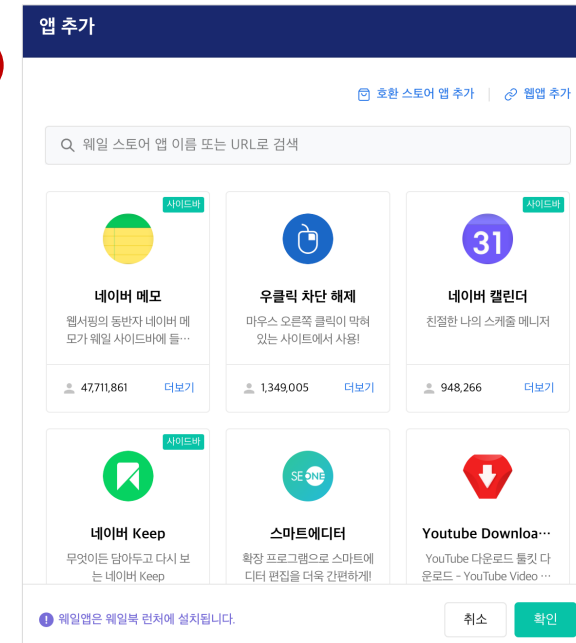 앱 추가
호환 스토어 앱 추가 웹앱 추가
웨일 스토어 앱 이름 또는 URL로 검색
사이드바
사이드바
31
네이버 메모
우클릭 차단 해제
네이버 캘린더
웹서핑의 동반자 네이버 메
모가 웨일 사이드바에 들…
마우스 오른쪽 클릭이 막혀
있는 사이트에서 사용!
친절한 나의 스케줄 메니저
47,711,861 더보기
1,349,005 더보기
948,266 더보기
사이드바
SE ONE
네이버 Keep
스마트에디터
Youtube Downloa…
무엇이든 담아두고 다시 보
는 네이버 Keep
확장 프로그램으로 스마트에
디터 편집을 더욱 간편하게!
YouTube 다운로드 툴킷 다
운로드 - YouTube Video …
웨일앱은 웨일북 런처에 설치됩니다.
취소 확인